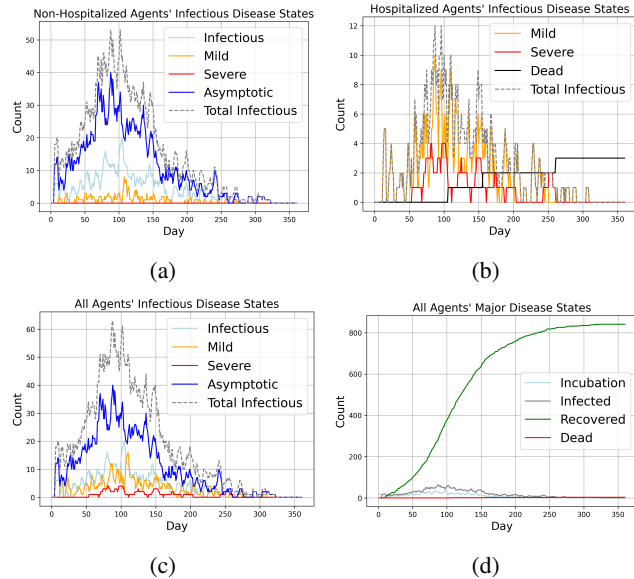 Non-Hospitalized Agents' Infectious Disease States
Infectious
Mild
Severe
Asymptotic
Total Infectious
Count
50
40
30
20
10
0
0 50 100 150 200 250 300 350
Day
(a)
Hospitalized Agents' Infectious Disease States
Mild
Severe
Dead
Total Infectious
Count
12
10
8
6
4
2
0
0 50 100 150 200 250 300 350
Day
(b)
All Agents' Infectious Disease States
Infectious
Mild
Severe
Asymptotic
Total Infectious
Count
60
50
40
30
20
10
0
0 50 100 150 200 250 300 350
Day
(c)
All Agents' Major Disease States
Incubation
Infected
Recovered
Dead
Count
800
600
400
200
0
0 50 100 150 200 250 300 350
Day
(d)